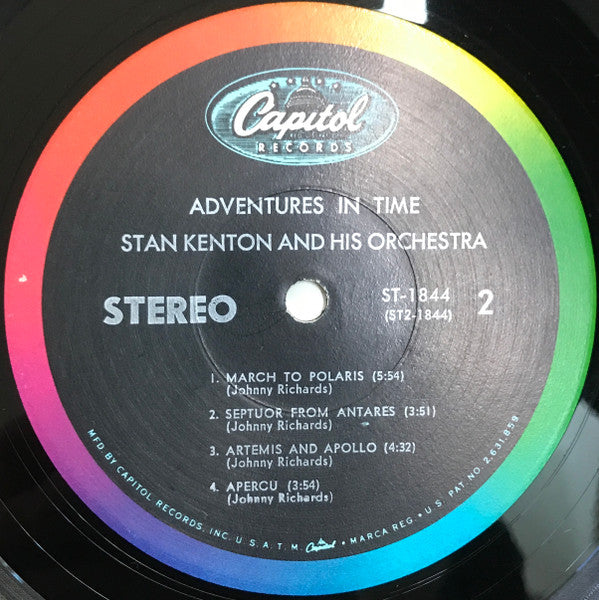 Capitol
RECORDS
ADVENTURES IN TIME
STAN KENTON AND HIS ORCHESTRA
STEREO
ST-1844
(ST2-1844)
2
1. MARCH TO POLARIS (5:54)
(Johnny Richards)
2. SEPTUOR FROM ANTARES (3:51)
(Johnny Richards)
3. ARTEMIS AND APOLLO (4:32)
(Johnny Richards)
4. APERCU (3:54)
(Johnny Richards)
MFD BY CAPITOL RECORDS, INC. U.S.A. T.M. Capitol • MARCA REG. • U.S. PAT. NO. 2,631,859